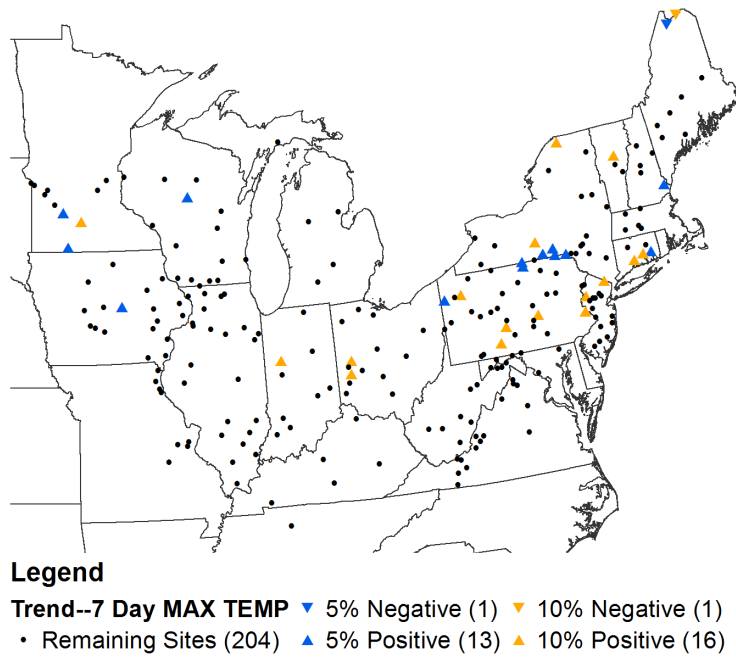 Legend
Trend--7 Day MAX TEMP ▼ 5% Negative (1) ▼ 10% Negative (1)
• Remaining Sites (204) ▲ 5% Positive (13) ▲ 10% Positive (16)